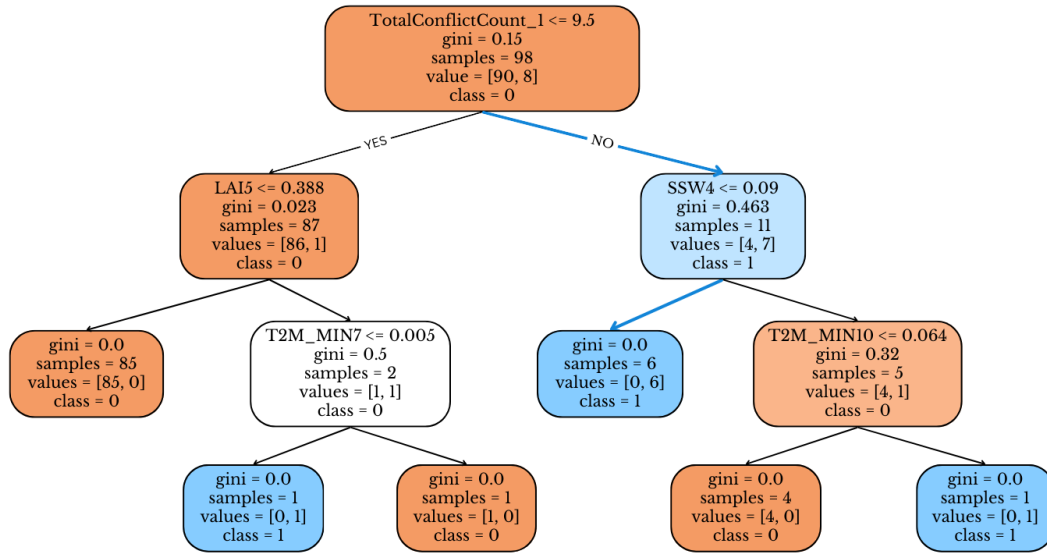 TotalConflictCount_1 <= 9.5
gini = 0.15
samples = 98
value = [90, 8]
class = 0
YES
NO
LAI5 <= 0.388
gini = 0.023
samples = 87
values = [86, 1]
class = 0
SSW4 <= 0.09
gini = 0.463
samples = 11
values = [4, 7]
class = 1
gini = 0.0
samples = 85
values = [85, 0]
class = 0
T2M_MIN7 <= 0.005
gini = 0.5
samples = 2
values = [1, 1]
class = 0
gini = 0.0
samples = 6
values = [0, 6]
class = 1
T2M_MIN10 <= 0.064
gini = 0.32
samples = 5
values = [4, 1]
class = 0
gini = 0.0
samples = 1
values = [0, 1]
class = 1
gini = 0.0
samples = 1
values = [1, 0]
class = 0
gini = 0.0
samples = 4
values = [4, 0]
class = 0
gini = 0.0
samples = 1
values = [0, 1]
class = 1